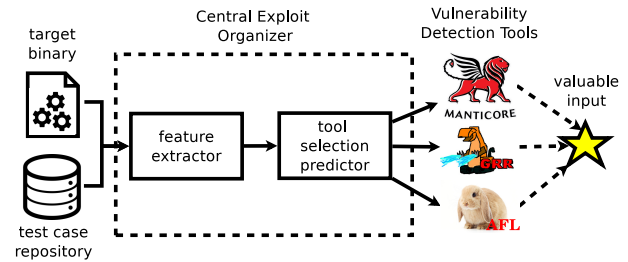 target
binary
test case
repository
Central Exploit
Organizer
feature
extractor
tool
selection
predictor
Vulnerability
Detection Tools
MANTICORE
GRR
AFL
valuable
input